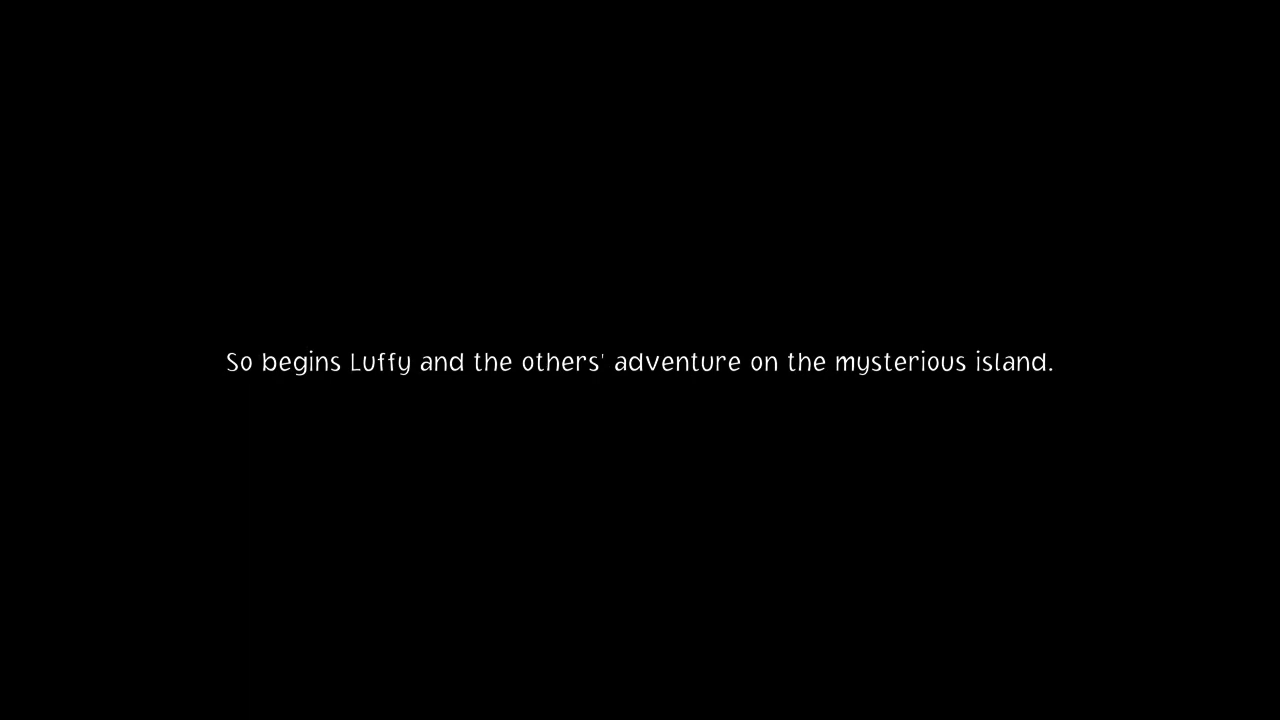 So begins Luffy and the others' adventure on the mysterious island.